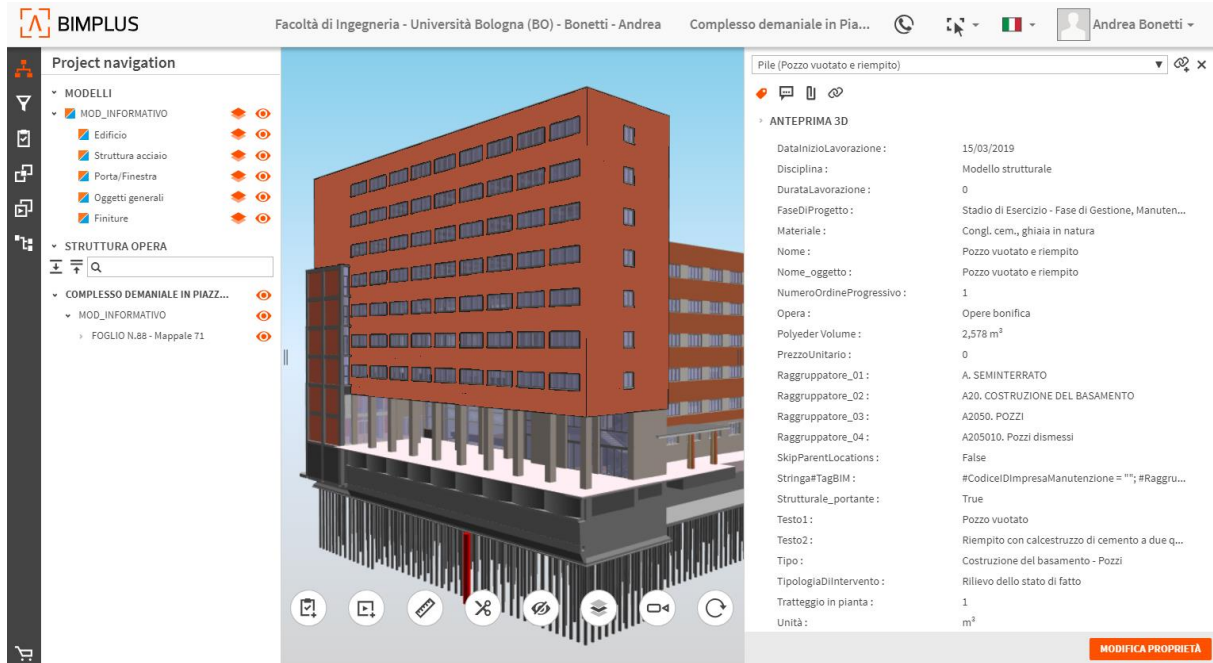 BIMPLUS
Facoltà di Ingegneria - Università Bologna (BO) - Bonetti - Andrea
Complesso demaniale in Pia...
Andrea Bonetti
Project navigation
MODELLI
MOD_INFORMATIVO
Edificio
Struttura acciaio
Porta/Finestra
Oggetti generali
Finiture
STRUTTURA OPERA
COMPLESSO DEMANIALE IN PIAZZ...
MOD_INFORMATIVO
FOGLIO N.88 - Mappale 71
Pile (Pozzo vuotato e riempito)
ANTEPRIMA 3D
DataInizioLavorazione : 15/03/2019
Disciplina : Modello strutturale
DurataLavorazione : 0
FaseDiProgetto : Stadio di Esercizio - Fase di Gestione, Manuten...
Materiale : Congl. cem., ghiaia in natura
Nome : Pozzo vuotato e riempito
Nome_oggetto : Pozzo vuotato e riempito
NumeroOrdineProgressivo : 1
Opera : Opere bonifica
Polyeder Volume : 2,578 m³
PrezzoUnitario : 0
Raggruppatore_01 : A. SEMINTERRATO
Raggruppatore_02 : A20. COSTRUZIONE DEL BASAMENTO
Raggruppatore_03 : A2050. POZZI
Raggruppatore_04 : A205010. Pozzi dismessi
SkipParentLocations : False
Stringa#TagBIM : #CodiceIDImpresaManutenzione = ""; #Raggru...
Strutturale_portante : True
Testo1 : Pozzo vuotato
Testo2 : Riempito con calcestruzzo di cemento a due q...
Tipo : Costruzione del basamento - Pozzi
TipologiaDiIntervento : Rilievo dello stato di fatto
Tratteggio in pianta : 1
Unità : m³
MODIFICA PROPRIETÀ